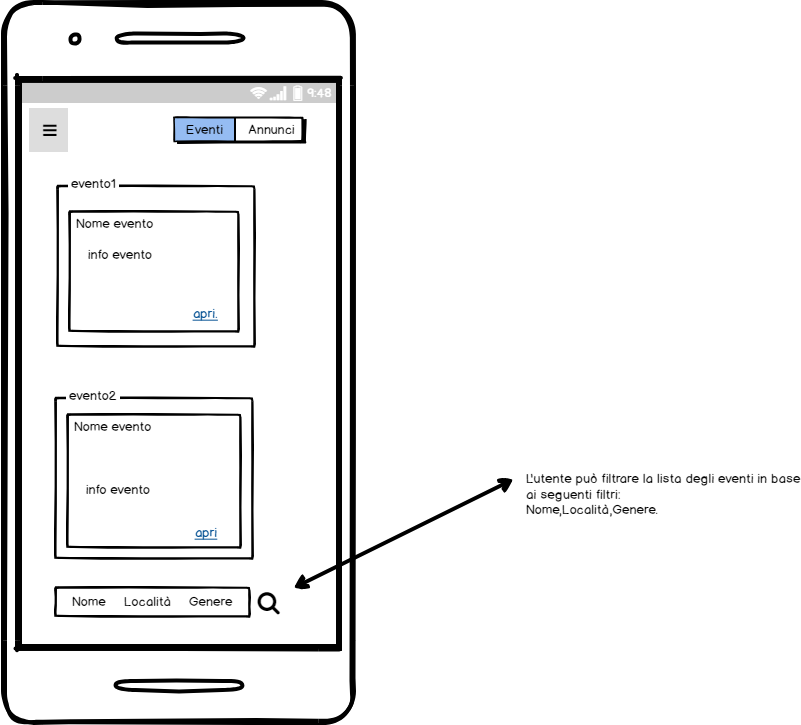 9:48
Eventi Annunci
evento1
Nome evento
info evento
apri.
evento2
Nome evento
info evento
apri
Nome Località Genere
L'utente può filtrare la lista degli eventi in base
ai seguenti filtri:
Nome,Località,Genere.